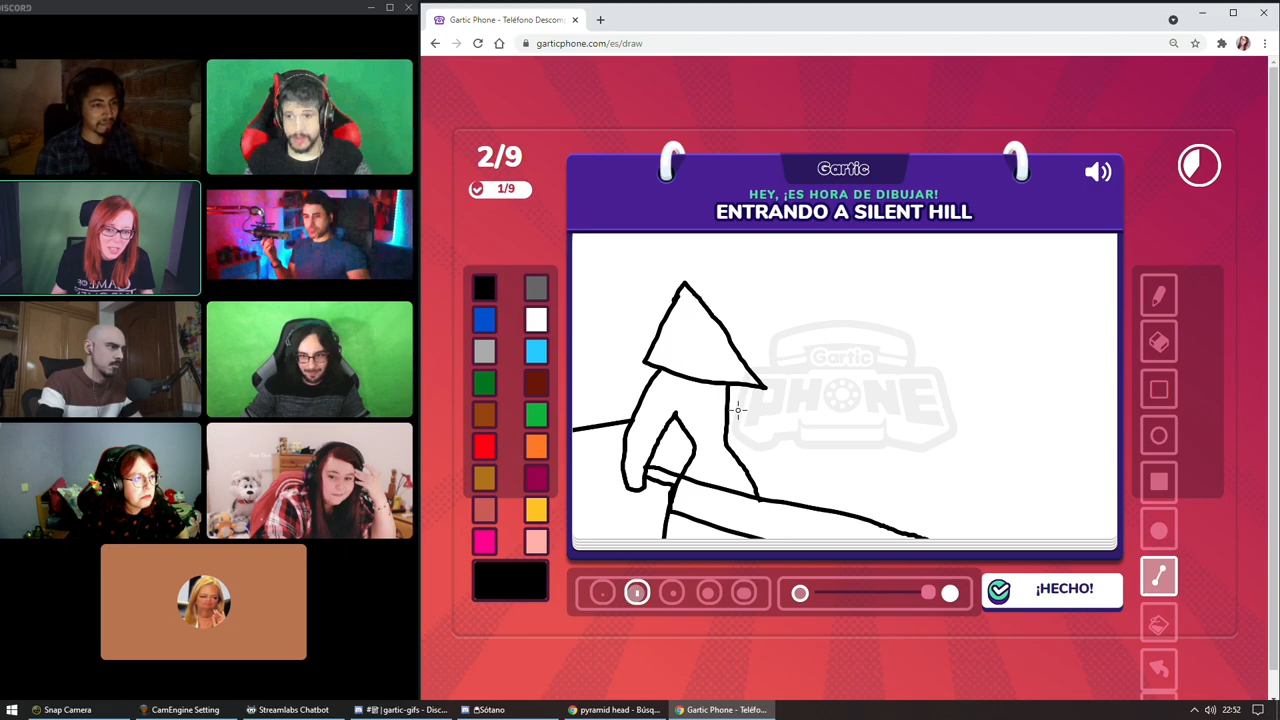 DISCORD
Gartic Phone - Teléfono Descom
garticphone.com/es/draw
2/9
1/9
Gartic
HEY, ¡ES HORA DE DIBUJAR!
ENTRANDO A SILENT HILL
Gartic
PHONE
¡HECHO!
Snap Camera
CamEngine Setting
Streamlabs Chatbot
gartic-gifs - Disc...
Sótano
pyramid head - Búsq...
Gartic Phone - Teléfo...
22:52